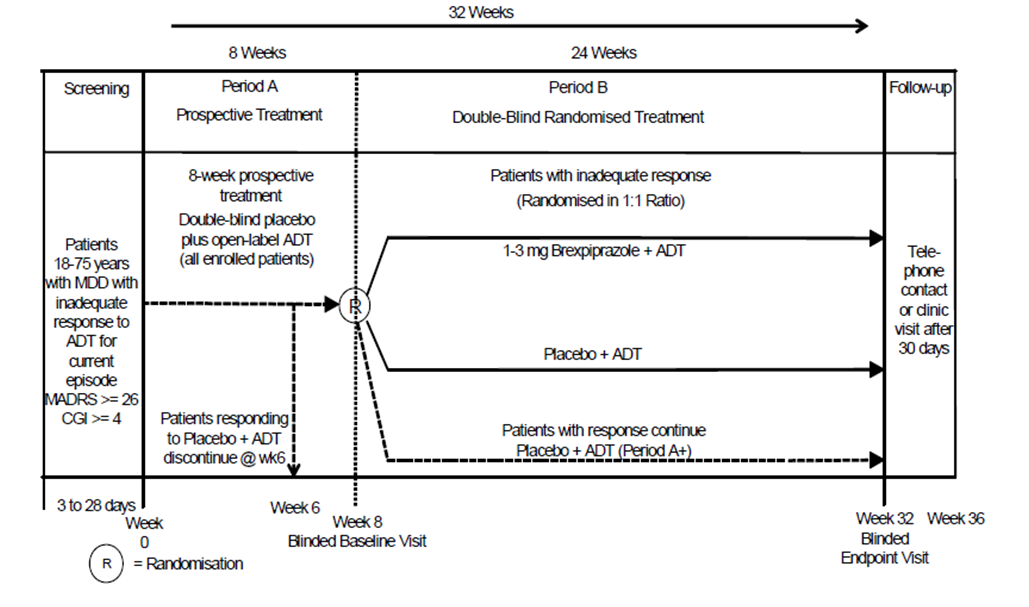 32 Weeks
8 Weeks
24 Weeks
Screening
Period A
Prospective Treatment
Period B
Double-Blind Randomised Treatment
Follow-up
Patients
18-75 years
with MDD with
inadequate
response to
ADT for
current
episode
MADRS >= 26
CGI >= 4
8-week prospective
treatment
Double-blind placebo
plus open-label ADT
(all enrolled patients)
Patients responding
to Placebo + ADT
discontinue @ wk6
R
Patients with inadequate response
(Randomised in 1:1 Ratio)
1-3 mg Brexpiprazole + ADT
Placebo + ADT
Patients with response continue
Placebo + ADT (Period A+)
Tele-
phone
contact
or clinic
visit after
30 days
3 to 28 days
Week
0
Week 6
Week 8
Blinded Baseline Visit
Week 32
Blinded
Endpoint Visit
Week 36
R = Randomisation